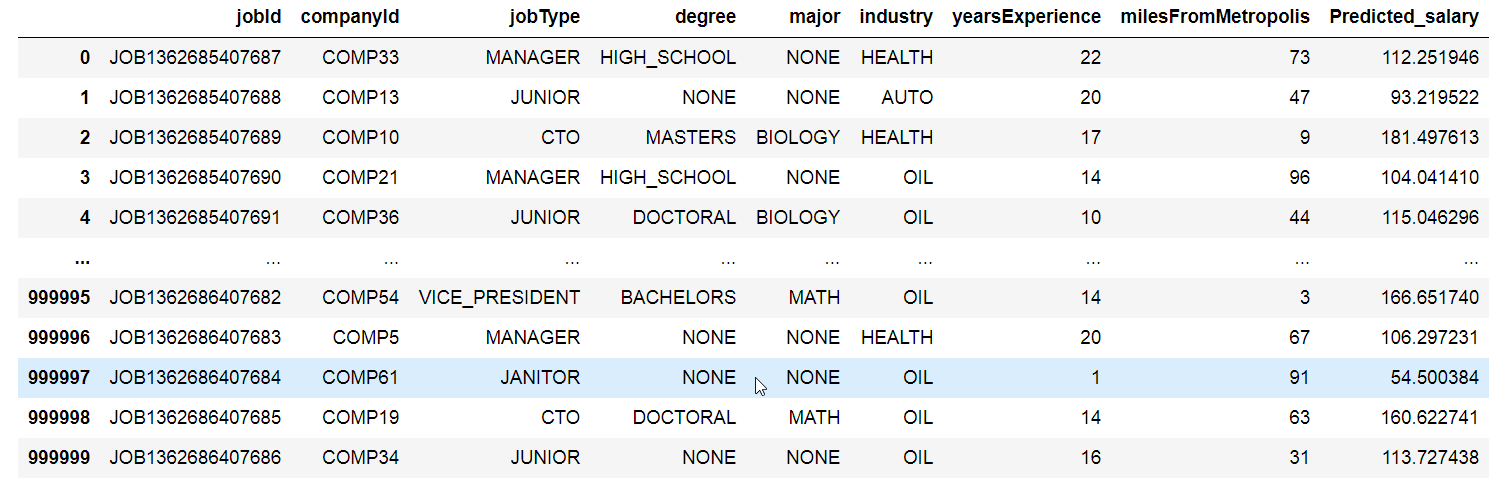 jobId companyId jobType degree major industry yearsExperience milesFromMetropolis Predicted_salary
0 JOB1362685407687 COMP33 MANAGER HIGH_SCHOOL NONE HEALTH 22 73 112.251946
1 JOB1362685407688 COMP13 JUNIOR NONE NONE AUTO 20 47 93.219522
2 JOB1362685407689 COMP10 CTO MASTERS BIOLOGY HEALTH 17 9 181.497613
3 JOB1362685407690 COMP21 MANAGER HIGH_SCHOOL NONE OIL 14 96 104.041410
4 JOB1362685407691 COMP36 JUNIOR DOCTORAL BIOLOGY OIL 10 44 115.046296
... ... ... ... ... ... ... ... ... ...
999995 JOB1362686407682 COMP54 VICE_PRESIDENT BACHELORS MATH OIL 14 3 166.651740
999996 JOB1362686407683 COMP5 MANAGER NONE NONE HEALTH 20 67 106.297231
999997 JOB1362686407684 COMP61 JANITOR NONE NONE OIL 1 91 54.500384
999998 JOB1362686407685 COMP19 CTO DOCTORAL MATH OIL 14 63 160.622741
999999 JOB1362686407686 COMP34 JUNIOR NONE NONE OIL 16 31 113.727438